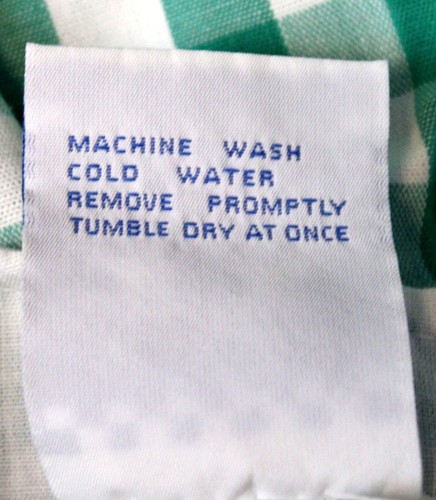 MACHINE WASH
COLD WATER
REMOVE PROMPTLY
TUMBLE DRY AT ONCE